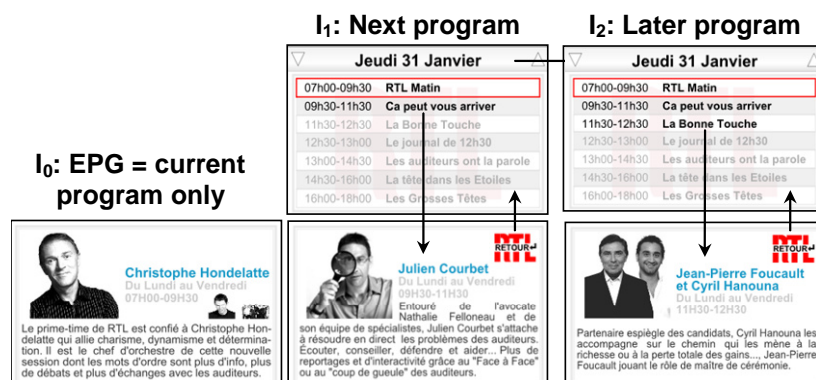 I₁: Next program
I₂: Later program
Jeudi 31 Janvier
07h00-09h30 RTL Matin
09h30-11h30 Ca peut vous arriver
11h30-12h30 La Bonne Touche
12h30-13h00 Le journal de 12h30
13h00-14h30 Les auditeurs ont la parole
14h30-16h00 La tête dans les Etoiles
16h00-18h00 Les Grosses Têtes
Jeudi 31 Janvier
07h00-09h30 RTL Matin
09h30-11h30 Ca peut vous arriver
11h30-12h30 La Bonne Touche
12h30-13h00 Le journal de 12h30
13h00-14h30 Les auditeurs ont la parole
14h30-16h00 La tête dans les Etoiles
16h00-18h00 Les Grosses Têtes
I₀: EPG = current
program only
Christophe Hondelatte
Du Lundi au Vendredi
07H00-09H30
Le prime-time de RTL est confié à Christophe Hon-
delatte qui allie charisme, dynamisme et détermina-
tion. Il est le chef d'orchestre de cette nouvelle
session dont les mots d'ordre sont plus d'info, plus
de débats et plus d'échanges avec les auditeurs.
RTL
RETOUR↵
Julien Courbet
Du Lundi au Vendredi
09H30-11H30
Entouré de l'avocate
Nathalie Felloneau et de
son équipe de spécialistes, Julien Courbet s'attache
à résoudre en direct les problèmes des auditeurs.
Écouter, conseiller, défendre et aider... Plus de
reportages et d'interactivité grâce au "Face à Face"
ou au "coup de gueule" des auditeurs.
RTL
RETOUR↵
Jean-Pierre Foucault
et Cyril Hanouna
Du Lundi au Vendredi
11H30-12H30
Partenaire espiègle des candidats, Cyril Hanouna les
accompagne sur le chemin qui les mène à la
richesse ou à la perte totale des gains..., Jean-Pierre
Foucault jouant le rôle de maître de cérémonie.